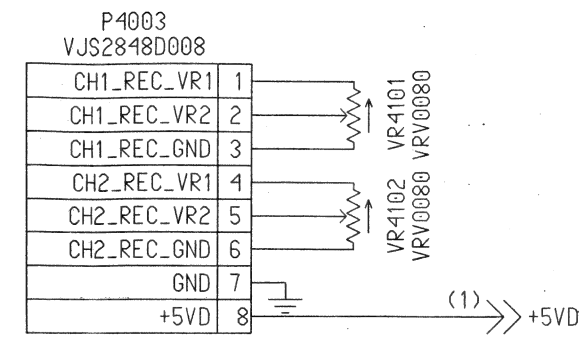 P4003
VJS2848D008
CH1_REC_VR1 1
CH1_REC_VR2 2
CH1_REC_GND 3
CH2_REC_VR1 4
CH2_REC_VR2 5
CH2_REC_GND 6
GND 7
+5VD 8
VR4101
VRV0080
VR4102
VRV0080
(1)
+5VD